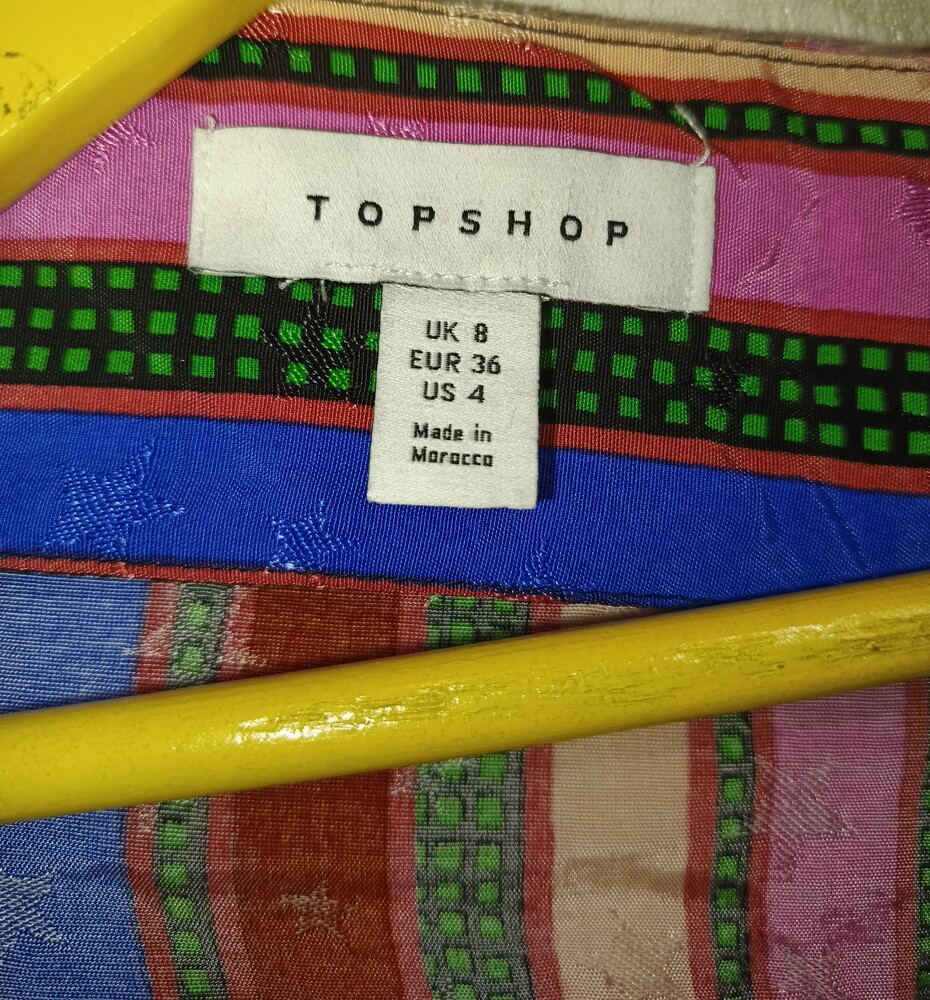 TOPSHOP
UK 8
EUR 36
US 4
Made in
Morocco